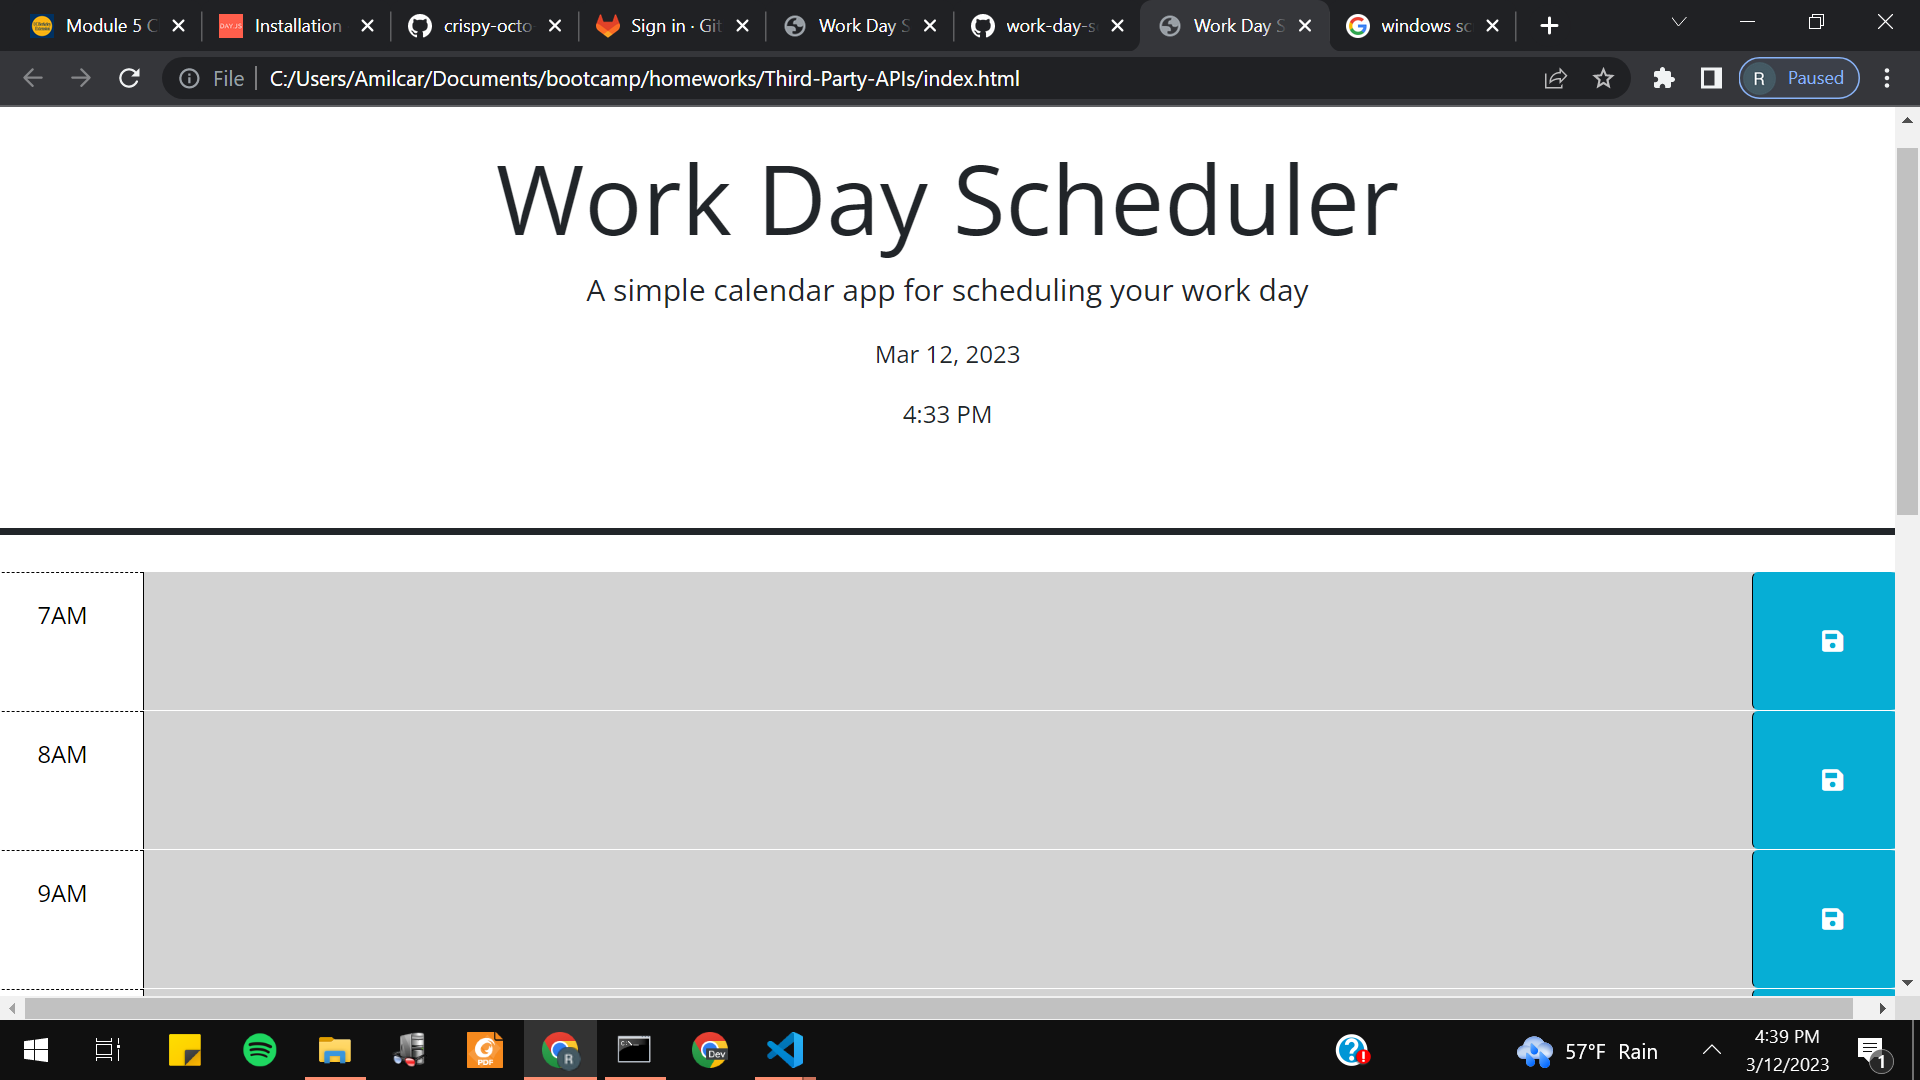 Module 5 C
Installation
crispy-octo
Sign in · Git
Work Day S
work-day-s
Work Day S
windows sc
File
C:/Users/Amilcar/Documents/bootcamp/homeworks/Third-Party-APIs/index.html
R
Paused
Work Day Scheduler
A simple calendar app for scheduling your work day
Mar 12, 2023
4:33 PM
7AM
8AM
9AM
PDF
R
C:\
Dev
57°F Rain
4:39 PM
3/12/2023
1